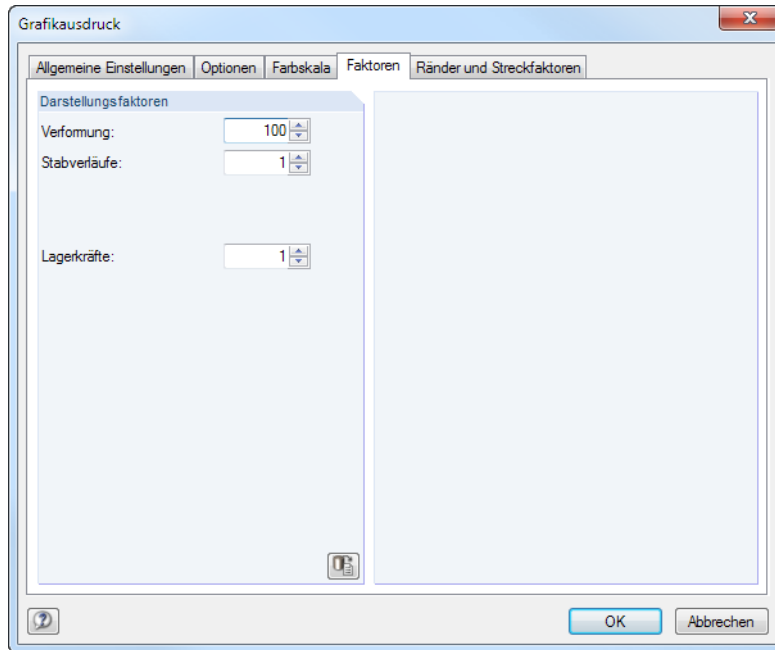 Grafikausdruck
Allgemeine Einstellungen Optionen Farbskala Faktoren Ränder und Streckfaktoren
Darstellungsfaktoren
Verformung: 100
Stabverläufe: 1
Lagerkräfte: 1
OK Abbrechen